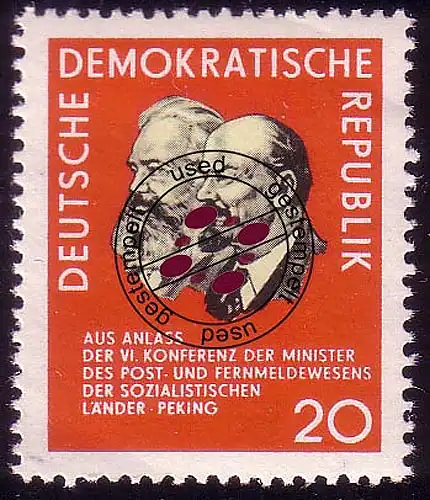 DEUTSCHE
DEMOKRATISCHE
REPUBLIK
used
gestempelt
used
gestempelt
AUS ANLASS
DER VI. KONFERENZ DER MINISTER
DES POST- UND FERNMELDEWESENS
DER SOZIALISTISCHEN
LÄNDER · PEKING
20